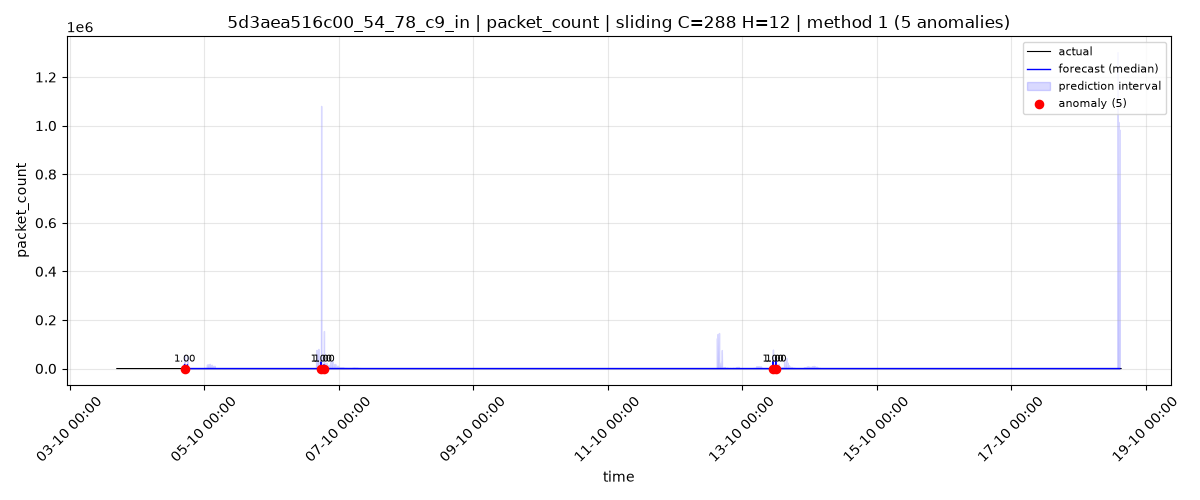 5d3aea516c00_54_78_c9_in | packet_count | sliding C=288 H=12 | method 1 (5 anomalies)
1e6
actual
forecast (median)
prediction interval
anomaly (5)
1.2
1.0
0.8
0.6
0.4
0.2
0.0
packet_count
1.00
03-10 00:00
05-10 00:00
07-10 00:00
09-10 00:00
11-10 00:00
13-10 00:00
15-10 00:00
17-10 00:00
19-10 00:00
time